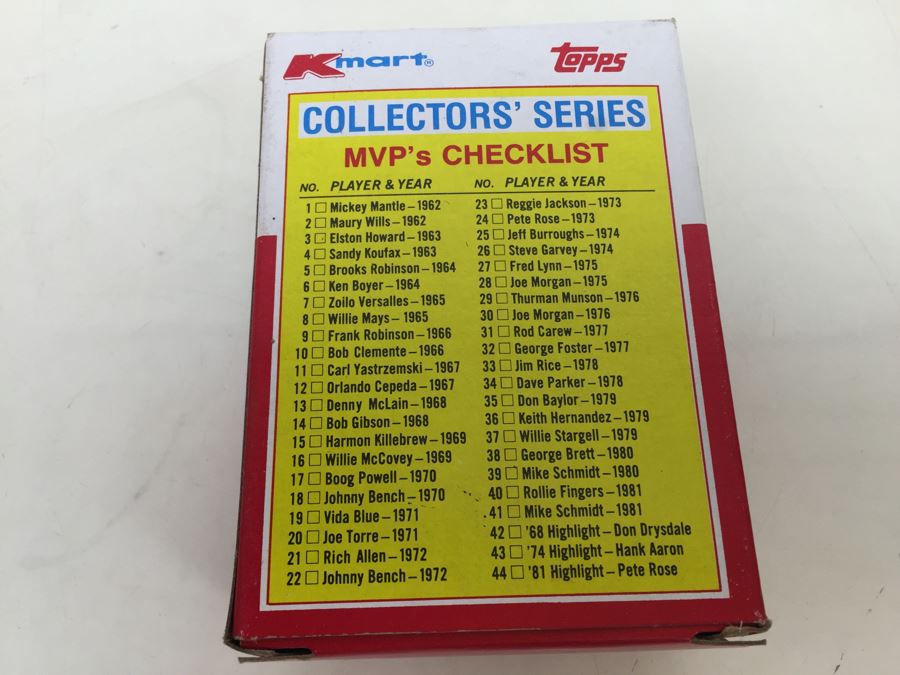 Kmart® Topps
COLLECTORS' SERIES
MVP's CHECKLIST
NO. PLAYER & YEAR
1 □ Mickey Mantle – 1962
2 □ Maury Wills – 1962
3 □ Elston Howard – 1963
4 □ Sandy Koufax – 1963
5 □ Brooks Robinson – 1964
6 □ Ken Boyer – 1964
7 □ Zoilo Versalles – 1965
8 □ Willie Mays – 1965
9 □ Frank Robinson – 1966
10 □ Bob Clemente – 1966
11 □ Carl Yastrzemski – 1967
12 □ Orlando Cepeda – 1967
13 □ Denny McLain – 1968
14 □ Bob Gibson – 1968
15 □ Harmon Killebrew – 1969
16 □ Willie McCovey – 1969
17 □ Boog Powell – 1970
18 □ Johnny Bench – 1970
19 □ Vida Blue – 1971
20 □ Joe Torre – 1971
21 □ Rich Allen – 1972
22 □ Johnny Bench – 1972
NO. PLAYER & YEAR
23 □ Reggie Jackson – 1973
24 □ Pete Rose – 1973
25 □ Jeff Burroughs – 1974
26 □ Steve Garvey – 1974
27 □ Fred Lynn – 1975
28 □ Joe Morgan – 1975
29 □ Thurman Munson – 1976
30 □ Joe Morgan – 1976
31 □ Rod Carew – 1977
32 □ George Foster – 1977
33 □ Jim Rice – 1978
34 □ Dave Parker – 1978
35 □ Don Baylor – 1979
36 □ Keith Hernandez – 1979
37 □ Willie Stargell – 1979
38 □ George Brett – 1980
39 □ Mike Schmidt – 1980
40 □ Rollie Fingers – 1981
41 □ Mike Schmidt – 1981
42 □ '68 Highlight – Don Drysdale
43 □ '74 Highlight – Hank Aaron
44 □ '81 Highlight – Pete Rose